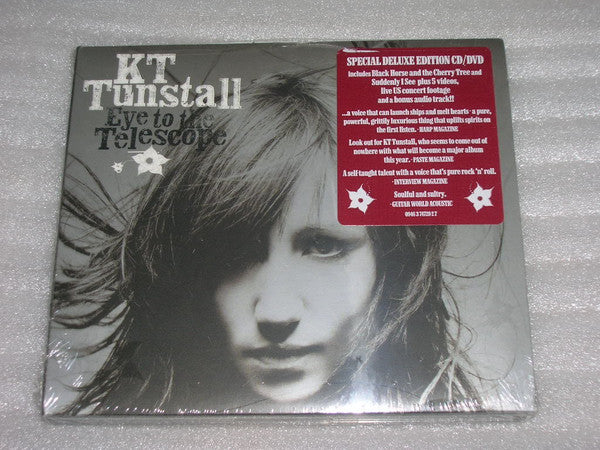 KT
Tunstall
Eye to the
Telescope
SPECIAL DELUXE EDITION CD/DVD
includes Black Horse and the Cherry Tree and
Suddenly I See plus 5 videos,
live US concert footage
and a bonus audio track!!
...a voice that can launch ships and melt hearts- a pure,
powerful, grittily luxurious thing that uplifts spirits on
the first listen. - HARP MAGAZINE
Look out for KT Tunstall, who seems to come out of
nowhere with what will become a major album
this year. - PASTE MAGAZINE
A self-taught talent with a voice that's pure rock 'n' roll.
- INTERVIEW MAGAZINE
Soulful and sultry.
- GUITAR WORLD ACOUSTIC